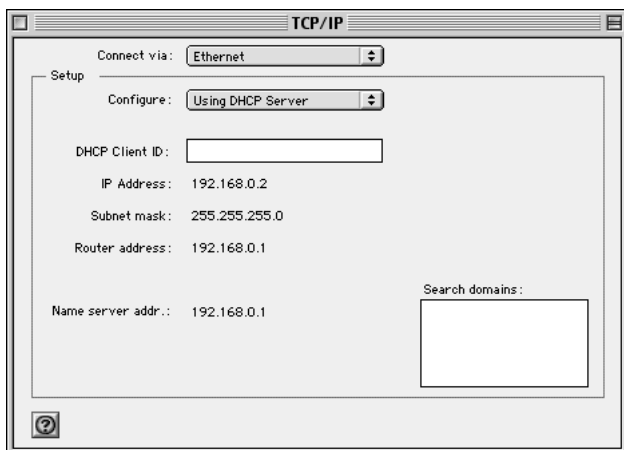 TCP/IP
Connect via: Ethernet
Setup
Configure: Using DHCP Server
DHCP Client ID:
IP Address: 192.168.0.2
Subnet mask: 255.255.255.0
Router address: 192.168.0.1
Search domains:
Name server addr.: 192.168.0.1
?